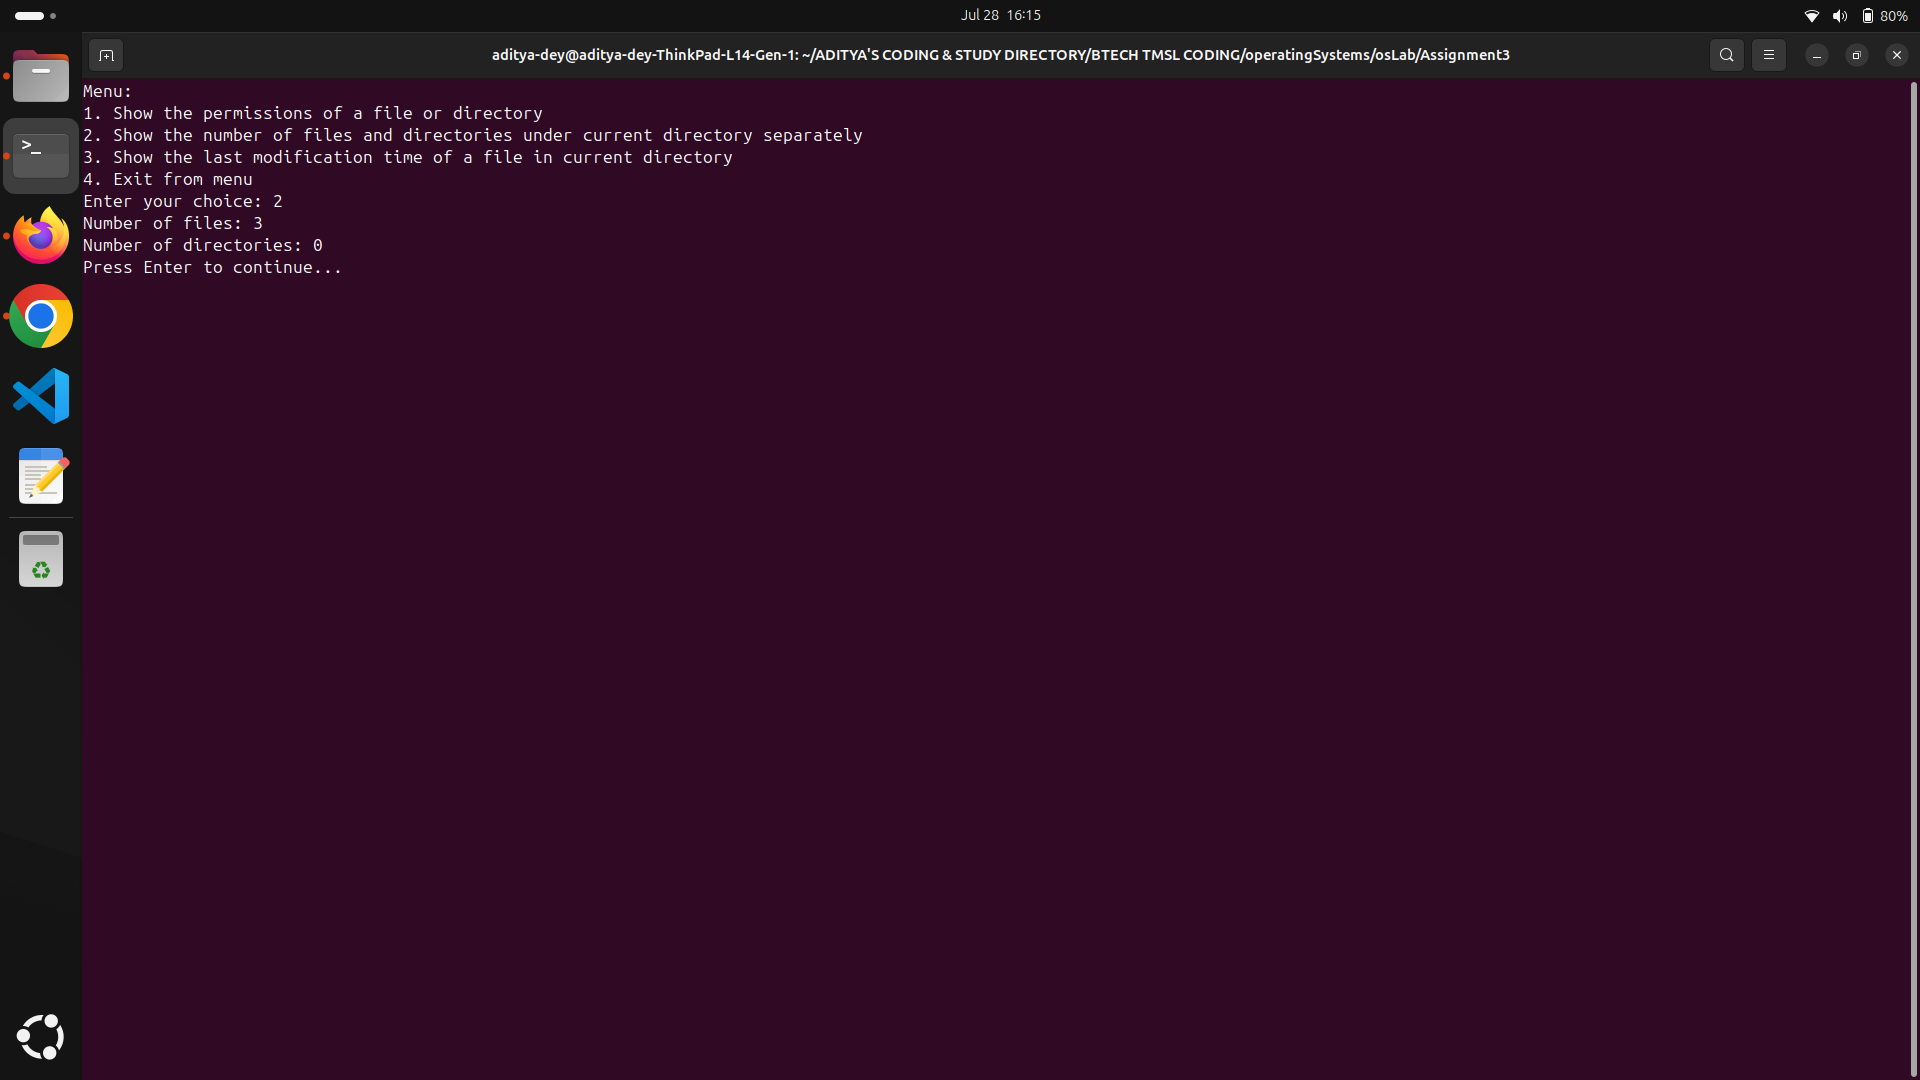 Jul 28 16:15
80%
aditya-dey@aditya-dey-ThinkPad-L14-Gen-1: ~/ADITYA'S CODING & STUDY DIRECTORY/BTECH TMSL CODING/operatingSystems/osLab/Assignment3
Menu:
1. Show the permissions of a file or directory
2. Show the number of files and directories under current directory separately
3. Show the last modification time of a file in current directory
4. Exit from menu
Enter your choice: 2
Number of files: 3
Number of directories: 0
Press Enter to continue...
>_